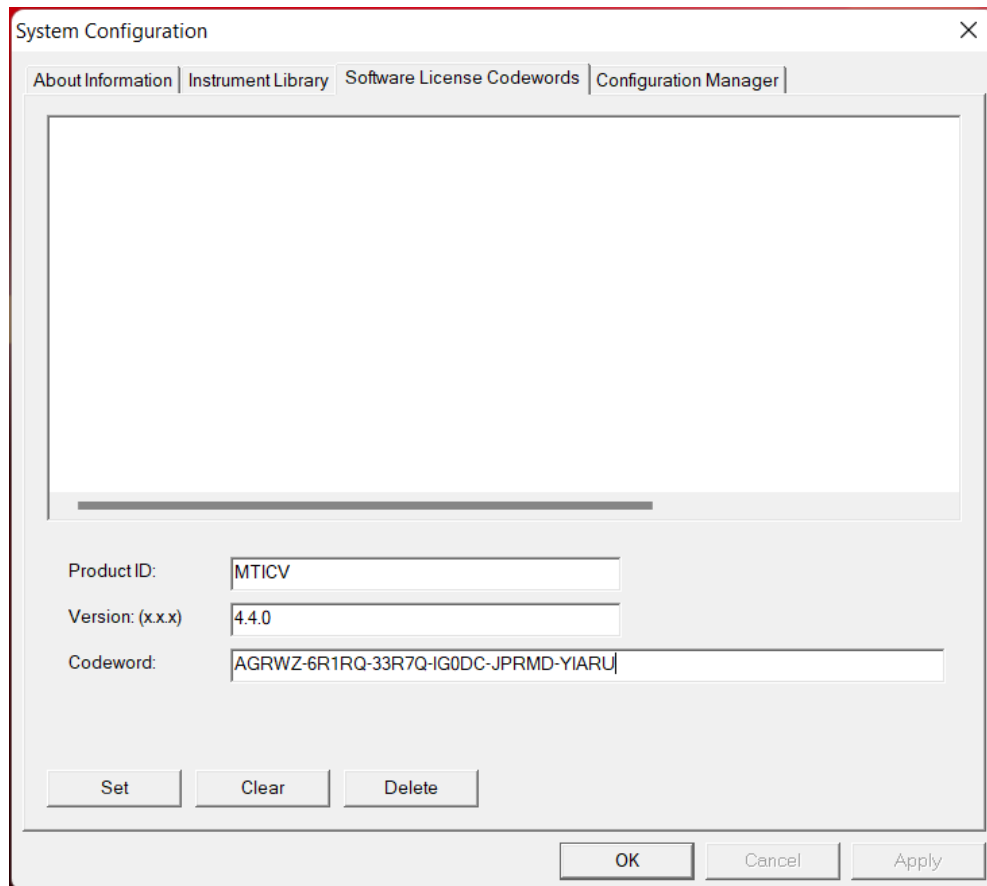 System Configuration
About Information Instrument Library Software License Codewords Configuration Manager
Product ID: MTICV
Version: (x.x.x) 4.4.0
Codeword: AGRWZ-6R1RQ-33R7Q-IG0DC-JPRMD-YIARU
Set Clear Delete
OK Cancel Apply